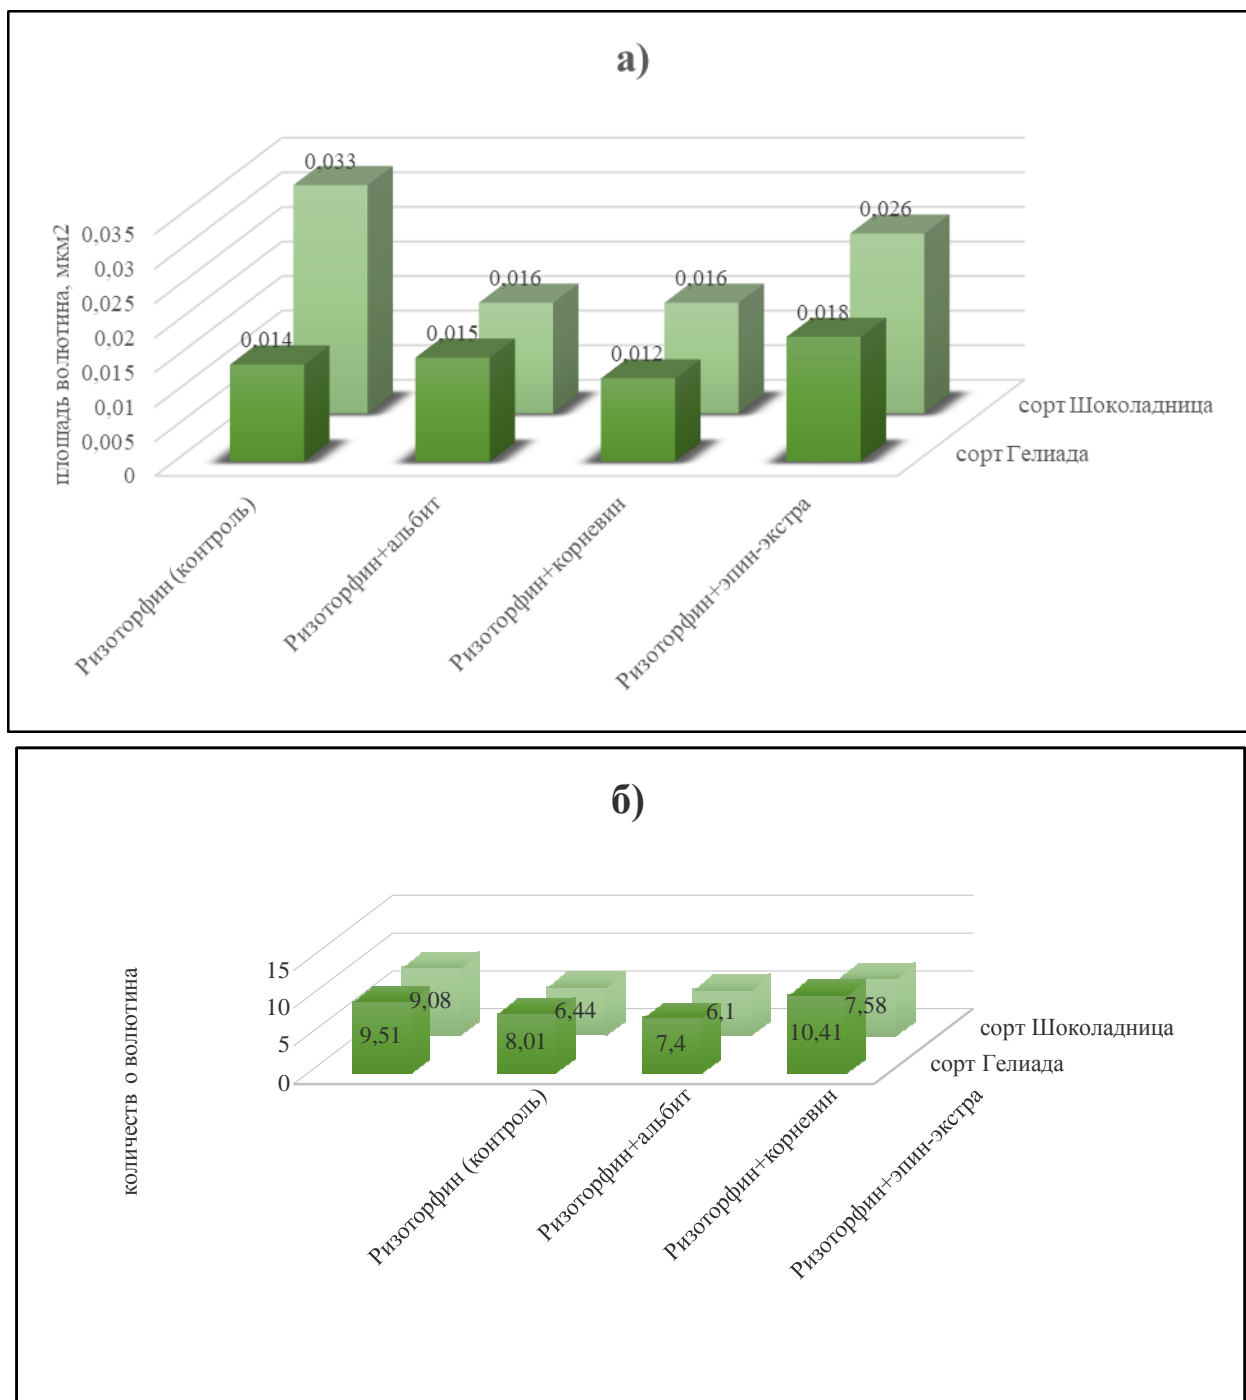 а)
площадь волютина, мкм2
0,035
0,03
0,025
0,02
0,015
0,01
0,005
0
0,033
0,016
0,016
0,026
0,014
0,015
0,012
0,018
сорт Шоколадница
сорт Гелиада
Ризоторфин (контроль)
Ризоторфин+альбит
Ризоторфин+корневин
Ризоторфин+эпин-экстра
б)
количеств о волютина
15
10
5
0
9,08
6,44
6,1
7,58
9,51
8,01
7,4
10,41
сорт Шоколадница
сорт Гелиада
Ризоторфин (контроль)
Ризоторфин+альбит
Ризоторфин+корневин
Ризоторфин+эпин-экстра